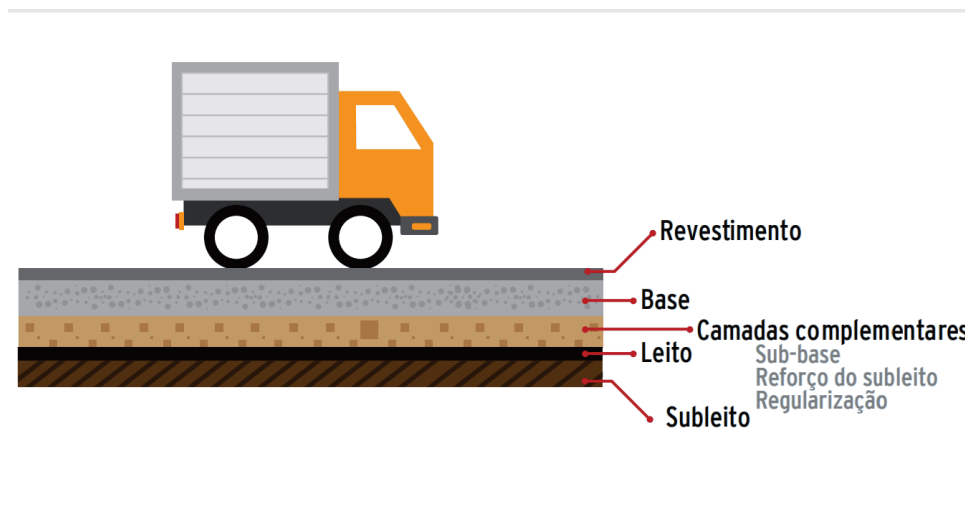 Revestimento
Base
Camadas complementares
Leito
Sub-base
Reforço do subleito
Regularização
Subleito